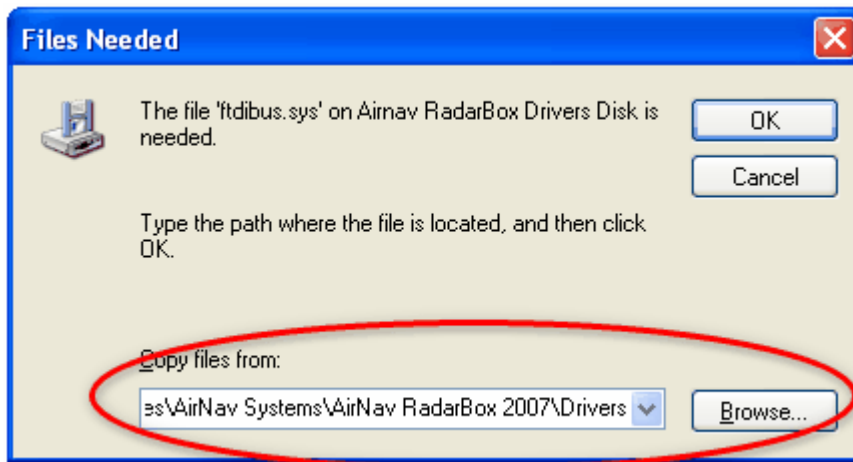 Files Needed
The file 'ftdibus.sys' on Airnav RadarBox Drivers Disk is
needed.
OK
Cancel
Type the path where the file is located, and then click
OK.
Copy files from:
es\AirNav Systems\AirNav RadarBox 2007\Drivers
Browse...